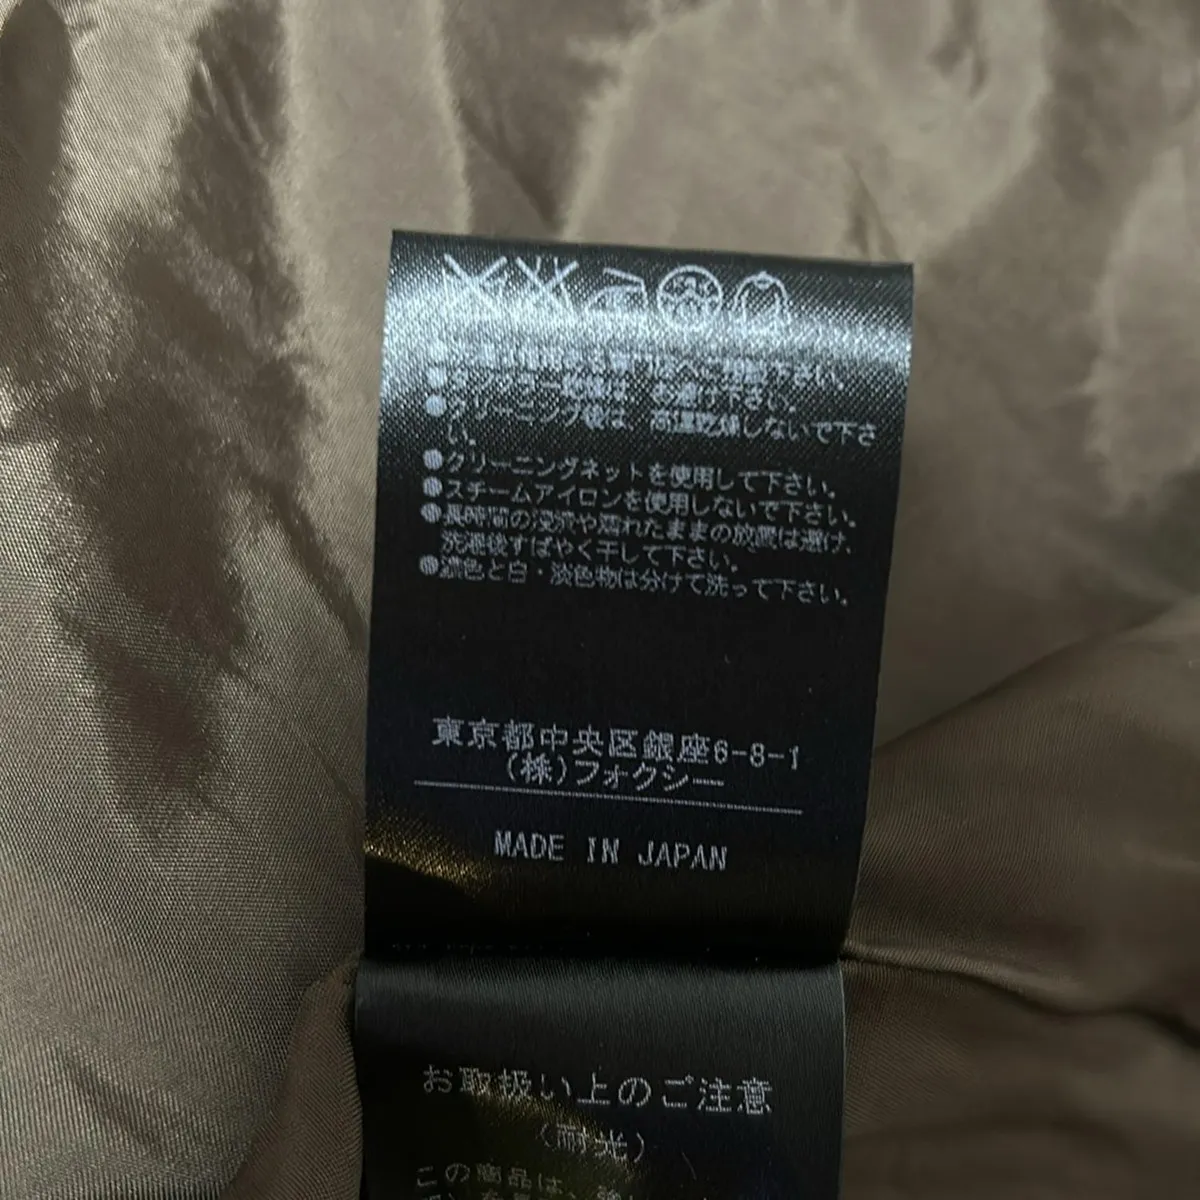 タンブラー乾燥は、お避け下さい。
クリーニング後は、高温乾燥しないで下さ
い。
●クリーニングネットを使用して下さい。
●スチームアイロンを使用しないで下さい。
●長時間の浸漬や濡れたままの放置は避け、
洗濯後すばやく干して下さい。
●濃色と白・淡色物は分けて洗って下さい。
東京都中央区銀座6-8-1
(株)フォクシー
MADE IN JAPAN
お取扱い上のご注意
(耐光)
この商品は、